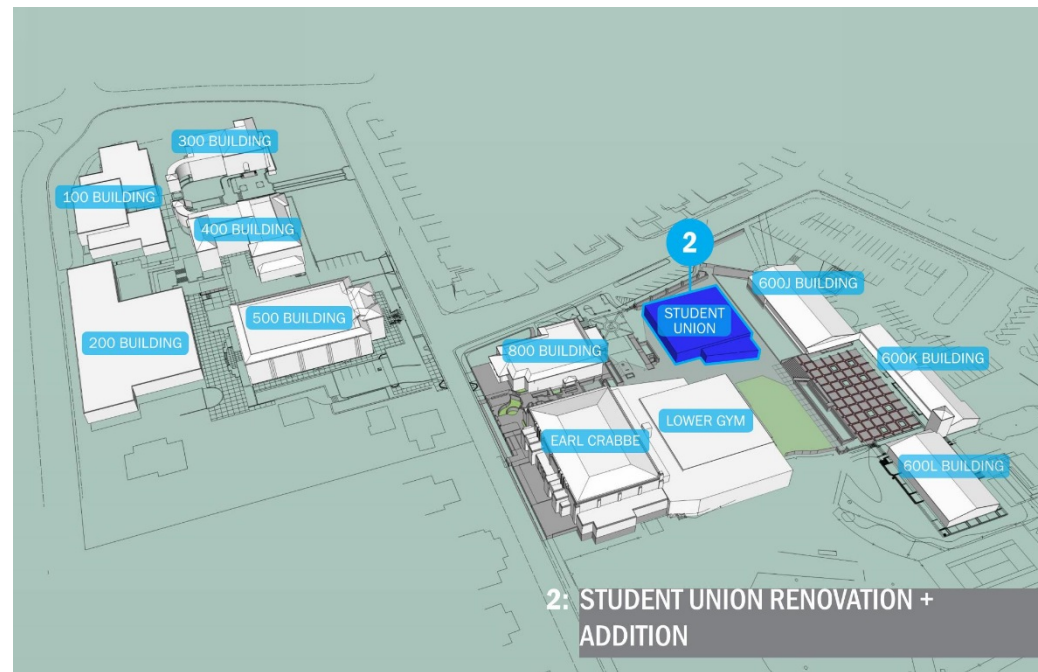 300 BUILDING
100 BUILDING
400 BUILDING
2
600J BUILDING
STUDENT
UNION
500 BUILDING
200 BUILDING
800 BUILDING
600K BUILDING
LOWER GYM
EARL CRABBE
600L BUILDING
2: STUDENT UNION RENOVATION +
ADDITION